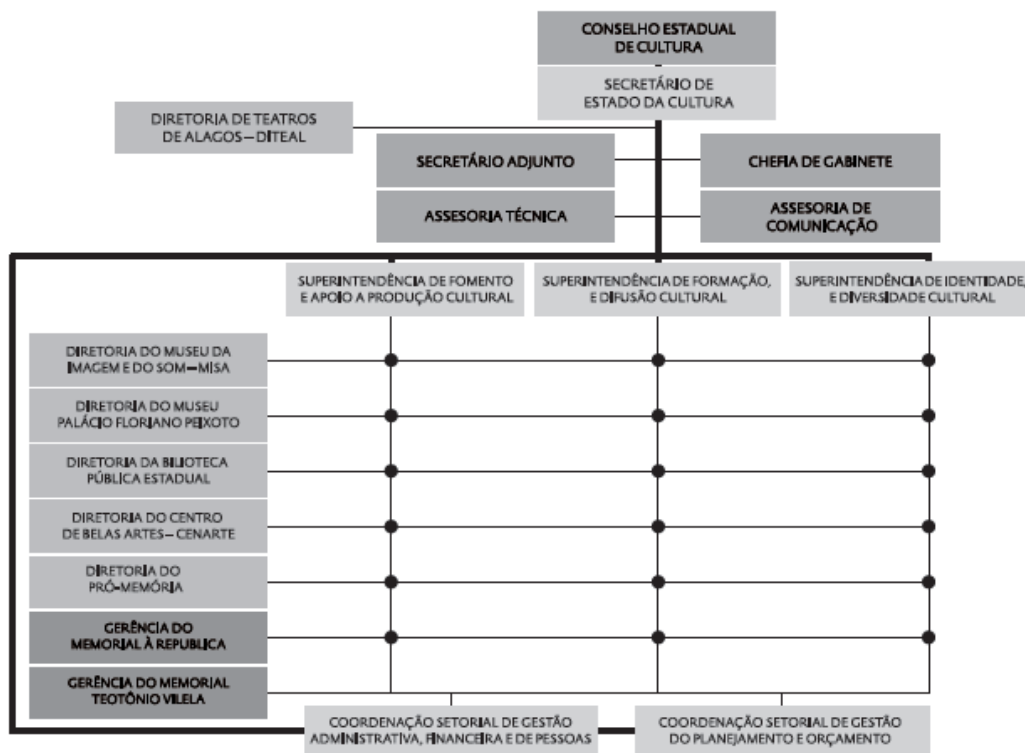 CONSELHO ESTADUAL
DE CULTURA
SECRETÁRIO DE
ESTADO DA CULTURA
DIRETORIA DE TEATROS
DE ALAGOS – DITEAL
SECRETÁRIO ADJUNTO
CHEFIA DE GABINETE
ASSESORIA TÉCNICA
ASSESORIA DE
COMUNICAÇÃO
SUPERINTENDÊNCIA DE FOMENTO
E APOIO A PRODUÇÃO CULTURAL
SUPERINTENDÊNCIA DE FORMAÇÃO,
E DIFUSÃO CULTURAL
SUPERINTENDÊNCIA DE IDENTIDADE,
E DIVERSIDADE CULTURAL
DIRETORIA DO MUSEU DA
IMAGEM E DO SOM – MISA
DIRETORIA DO MUSEU
PALÁCIO FLORIANO PEIXOTO
DIRETORIA DA BILIOTECA
PÚBLICA ESTADUAL
DIRETORIA DO CENTRO
DE BELAS ARTES – CENARTE
DIRETORIA DO
PRÓ-MEMÓRIA
GERÊNCIA DO
MEMORIAL À REPUBLICA
GERÊNCIA DO MEMORIAL
TEOTÔNIO VILELA
COORDENAÇÃO SETORIAL DE GESTÃO
ADMINISTRATIVA, FINANCEIRA E DE PESSOAS
COORDENAÇÃO SETORIAL DE GESTÃO
DO PLANEJAMENTO E ORÇAMENTO